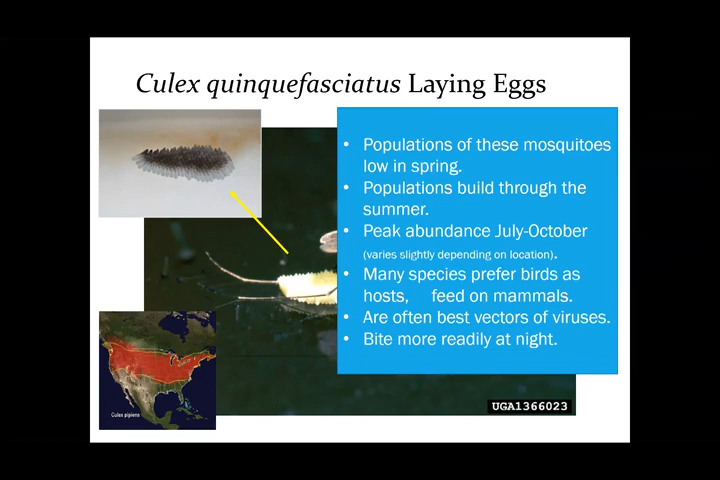 Culex quinquefasciatus Laying Eggs
• Populations of these mosquitoes
low in spring.
• Populations build through the
summer.
• Peak abundance July-October
(varies slightly depending on location).
• Many species prefer birds as
hosts, feed on mammals.
• Are often best vectors of viruses.
• Bite more readily at night.
Culex pipiens
UGA1366023